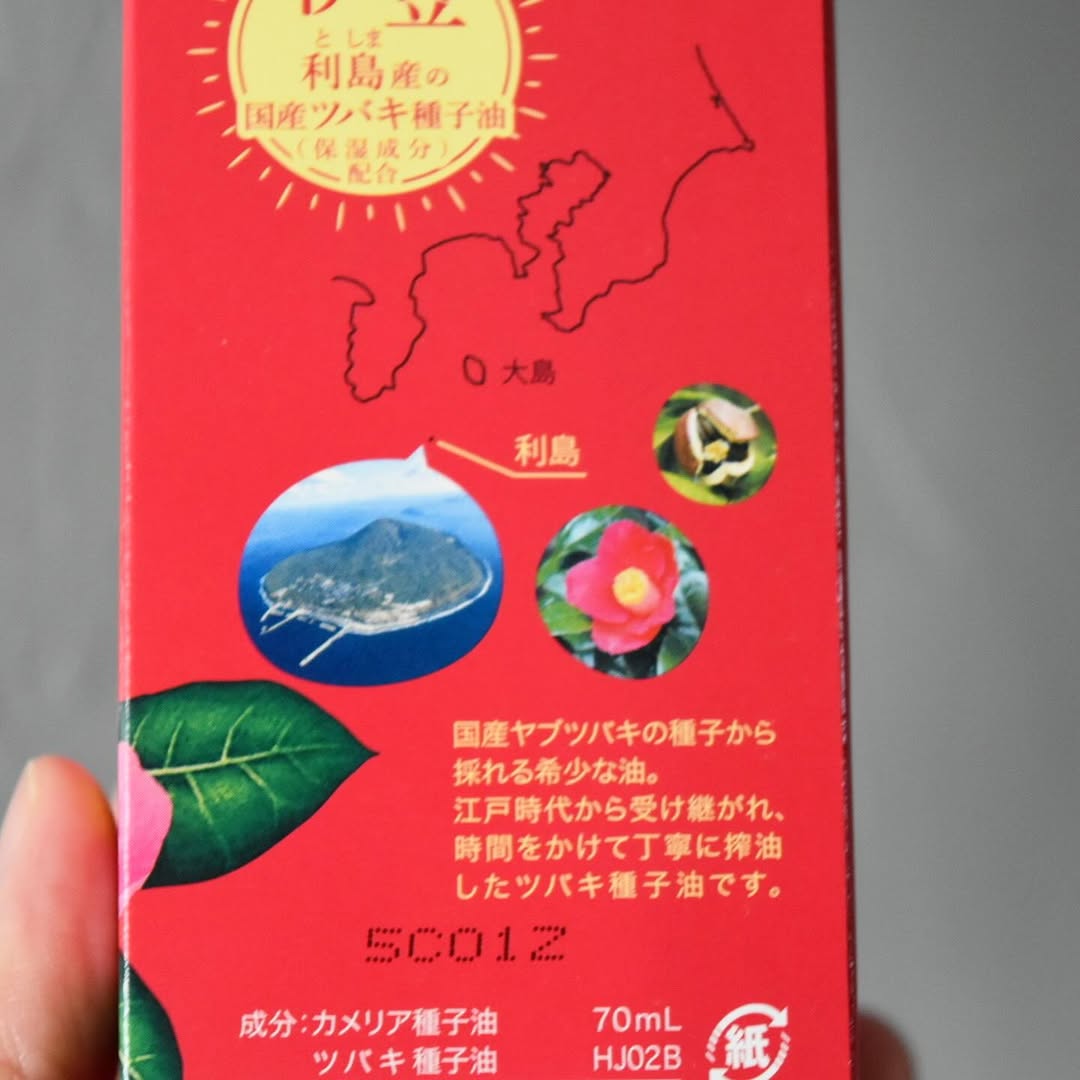 としま
利島産の
国産ツバキ種子油
(保湿成分)
配合
大島
利島
国産ヤブツバキの種子から
採れる希少な油。
江戸時代から受け継がれ、
時間をかけて丁寧に搾油
したツバキ種子油です。
5C012
成分:カメリア種子油
ツバキ種子油
70mL
HJ02B
紙